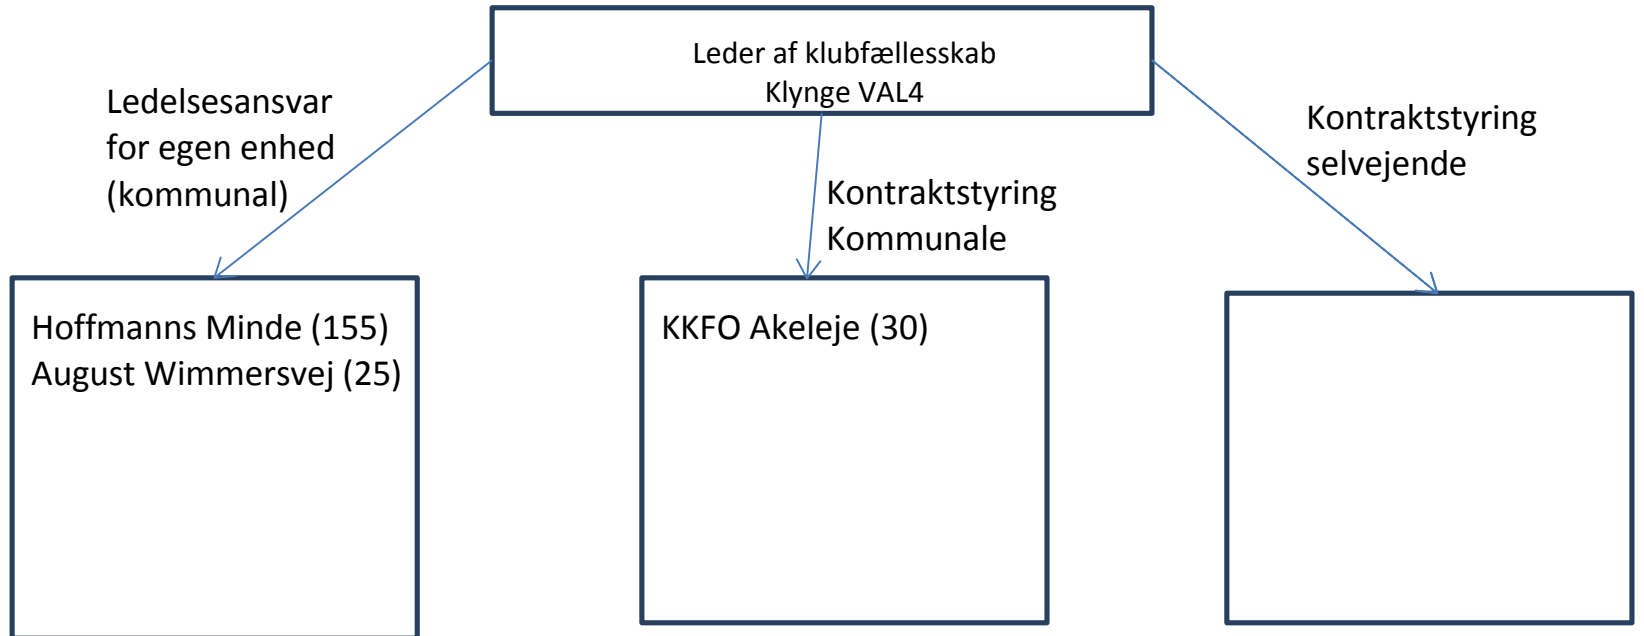 Leder af klubfællesskab
Klynge VAL4
Ledelsesansvar
for egen enhed
(kommunal)
Kontraktstyring
Kommunale
Kontraktstyring
selvejende
Hoffmanns Minde (155)
August Wimmersvej (25)
KKFO Akeleje (30)